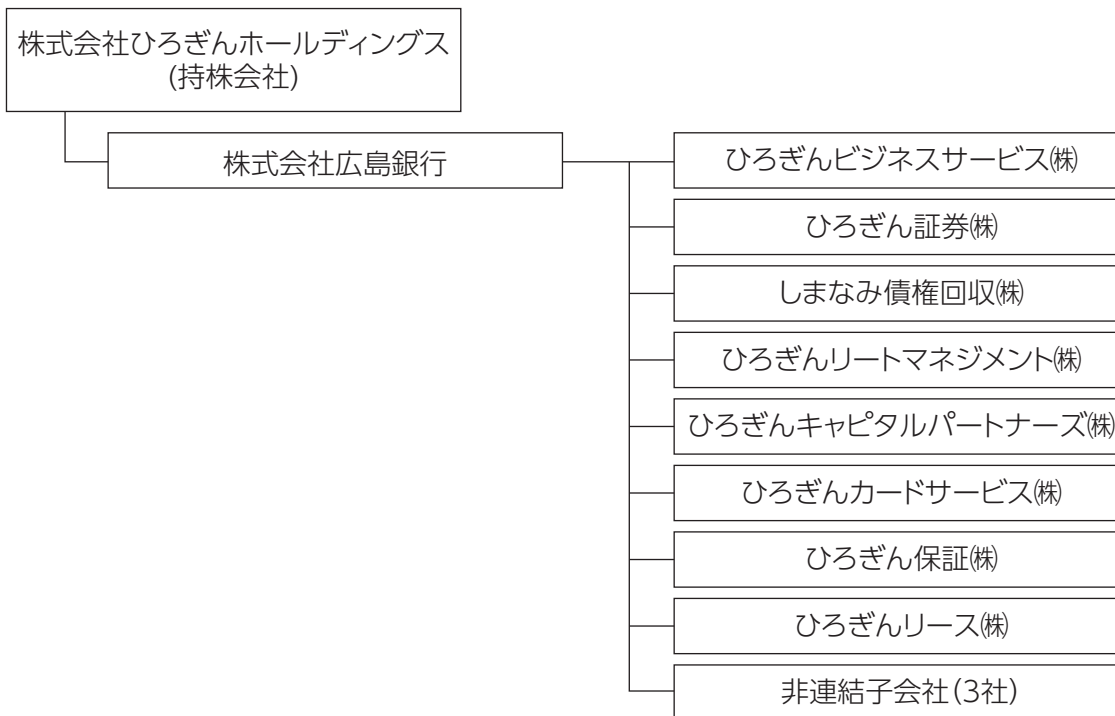 株式会社ひろぎんホールディングス
(持株会社)
株式会社広島銀行
ひろぎんビジネスサービス㈱
ひろぎん証券㈱
しまなみ債権回収㈱
ひろぎんリートマネジメント㈱
ひろぎんキャピタルパートナーズ㈱
ひろぎんカードサービス㈱
ひろぎん保証㈱
ひろぎんリース㈱
非連結子会社(3社)